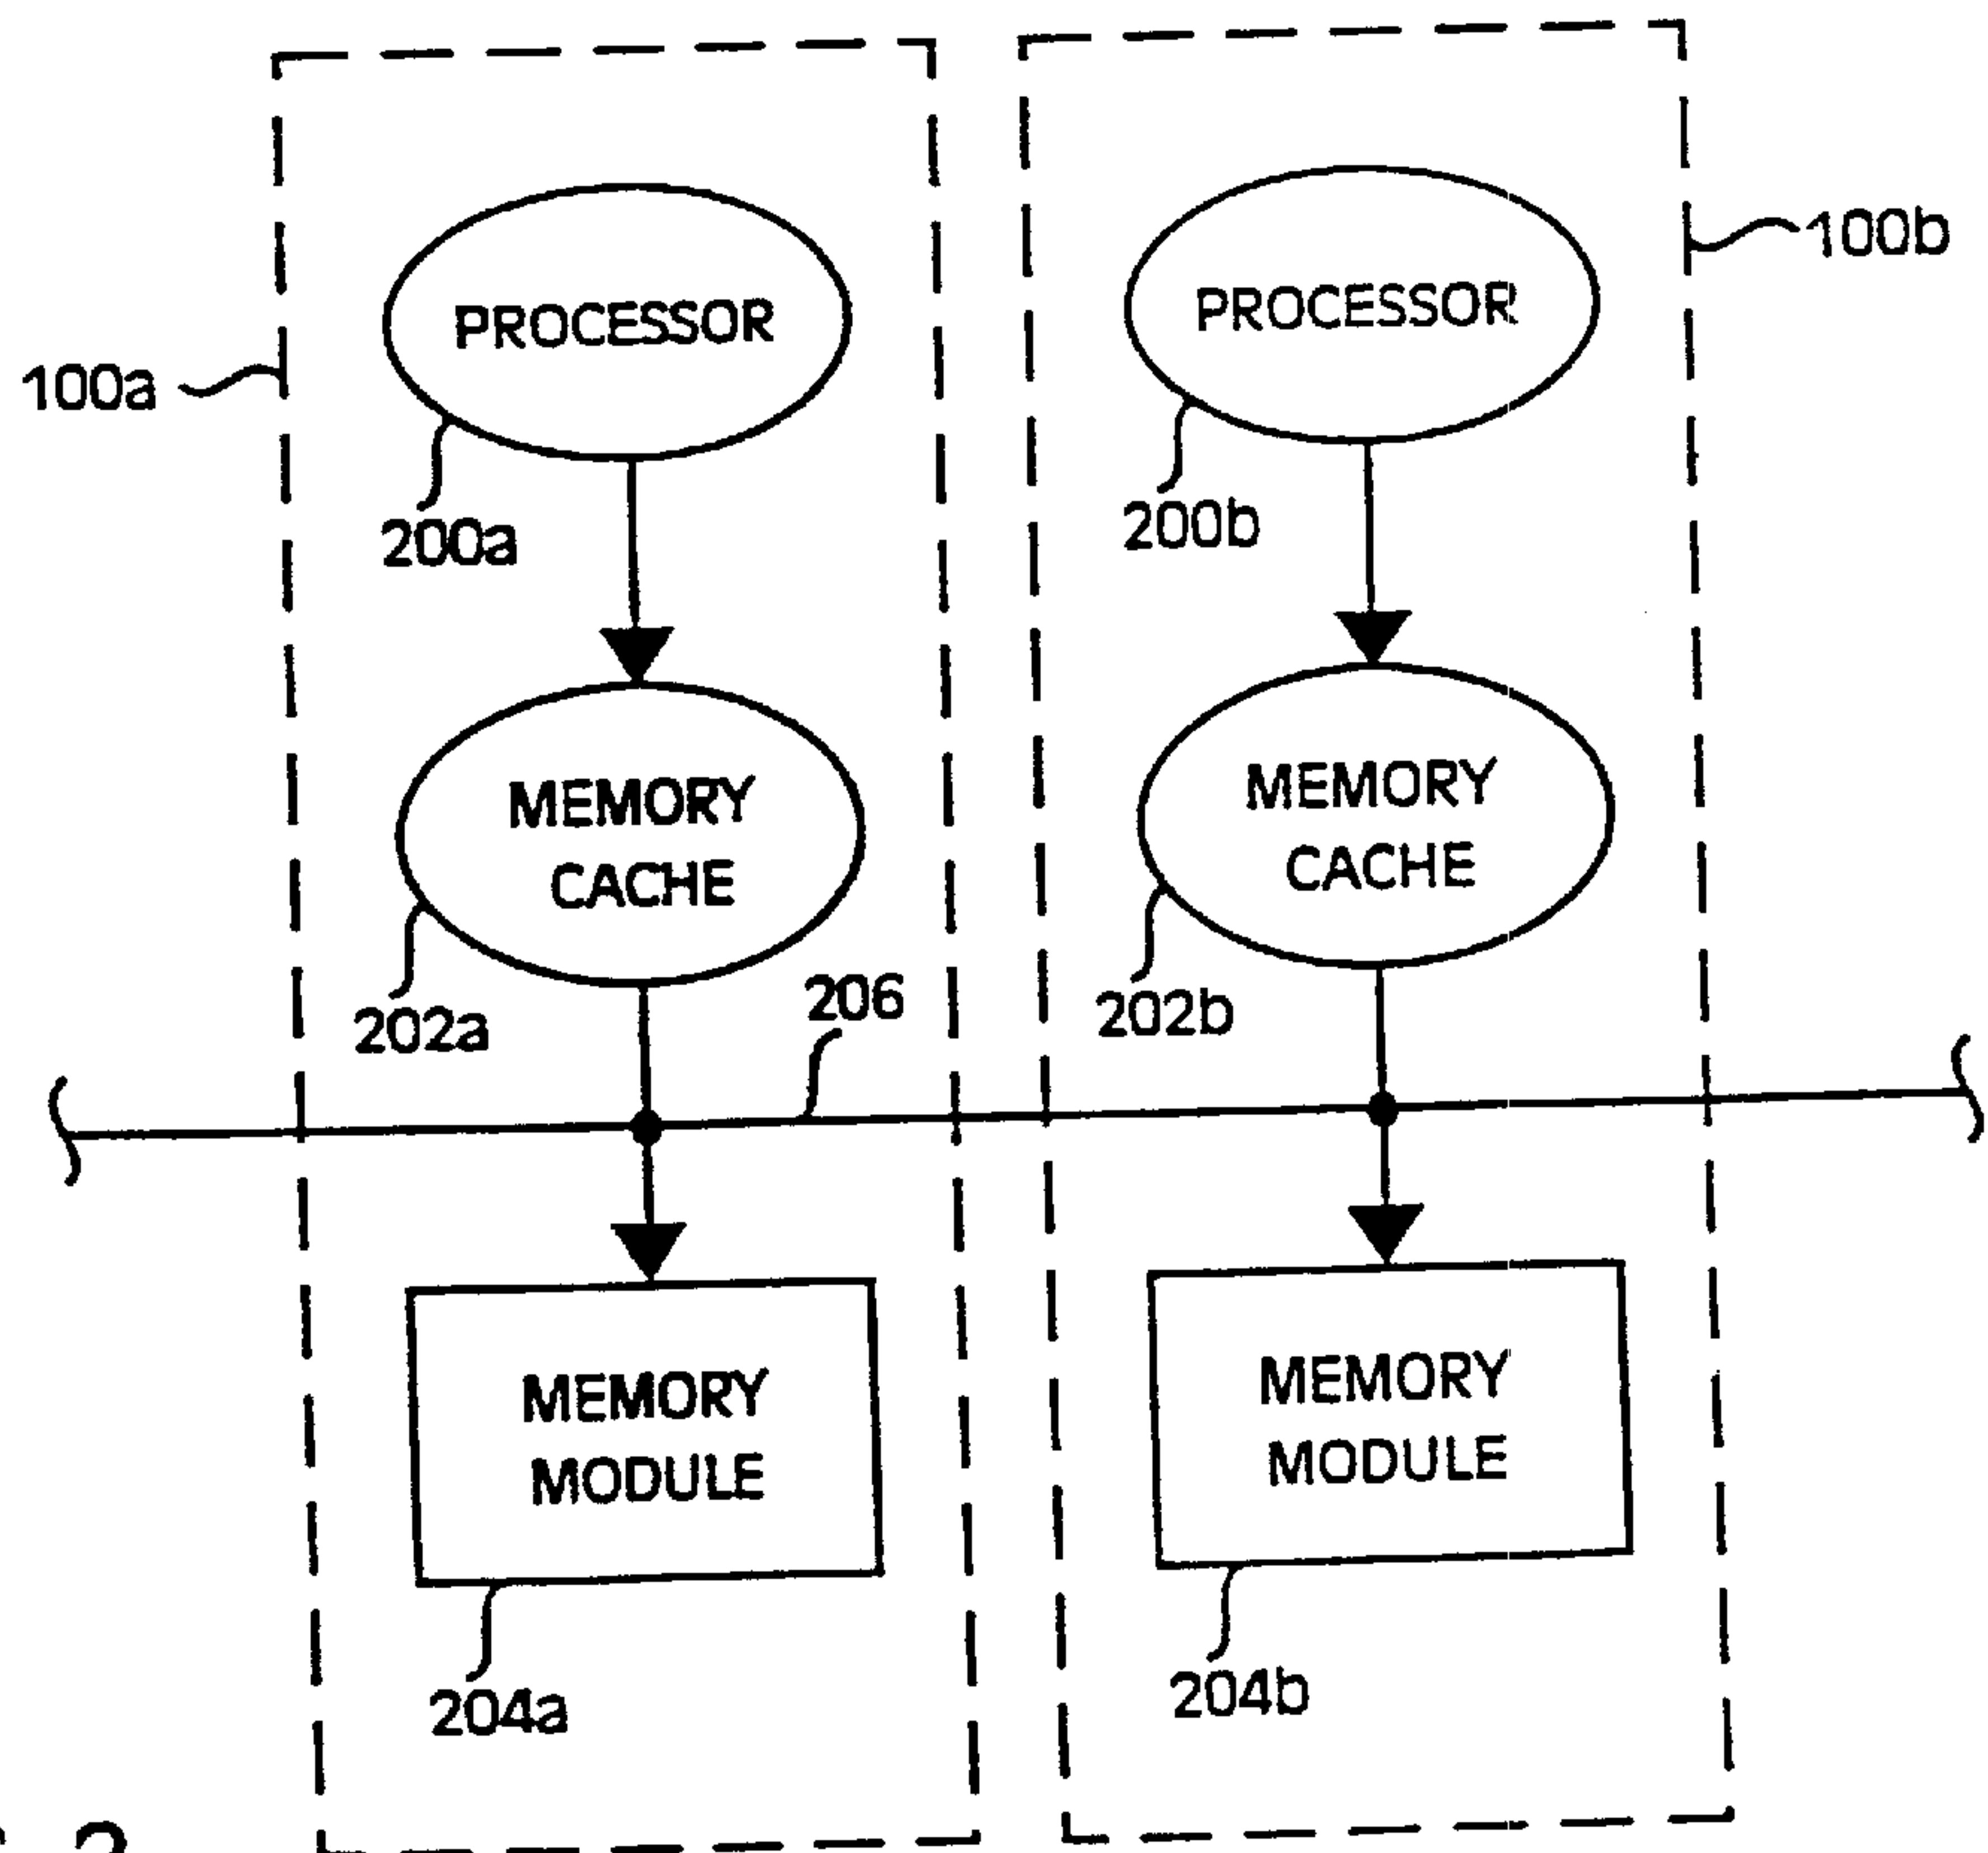 PROCESSOR
PROCESSOR
100b
100a
200a
200b
MEMORY
CACHE
MEMORY
CACHE
206
202a
202b
MEMORY
MODULE
MEMORY
MODULE
204a
204b